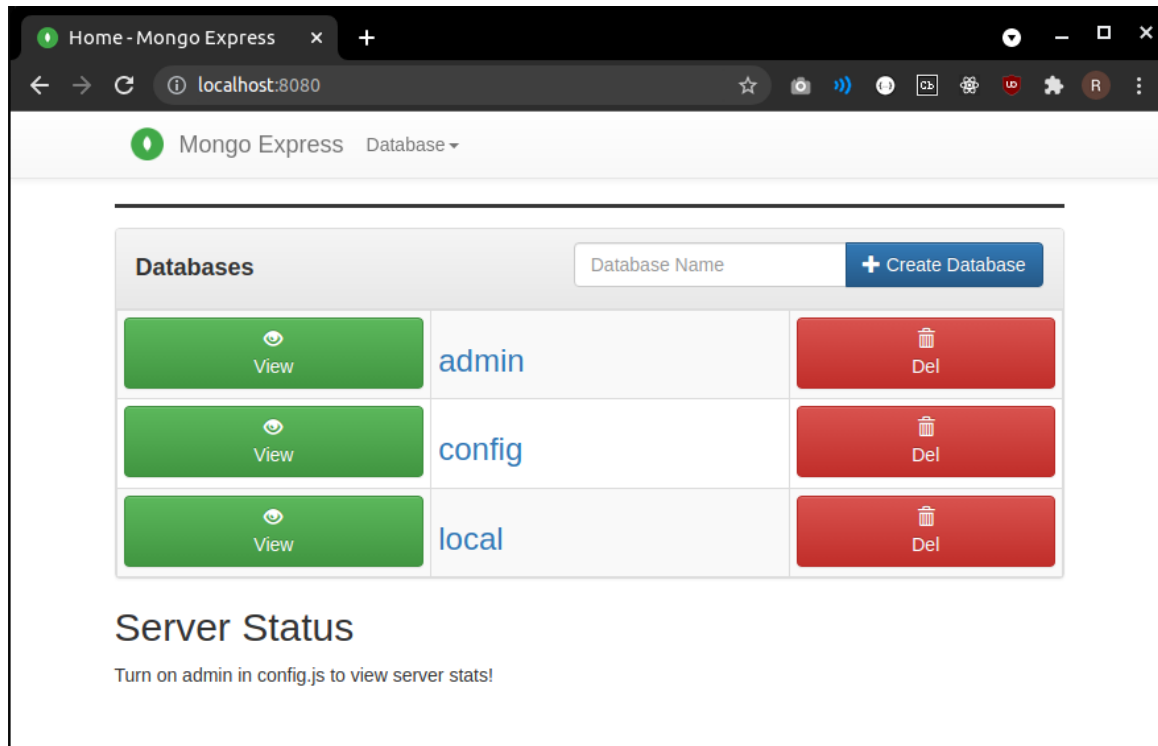 Home - Mongo Express
localhost:8080
R
Mongo Express Database
Databases Database Name Create Database
View admin Del
View config Del
View local Del
Server Status
Turn on admin in config.js to view server stats!